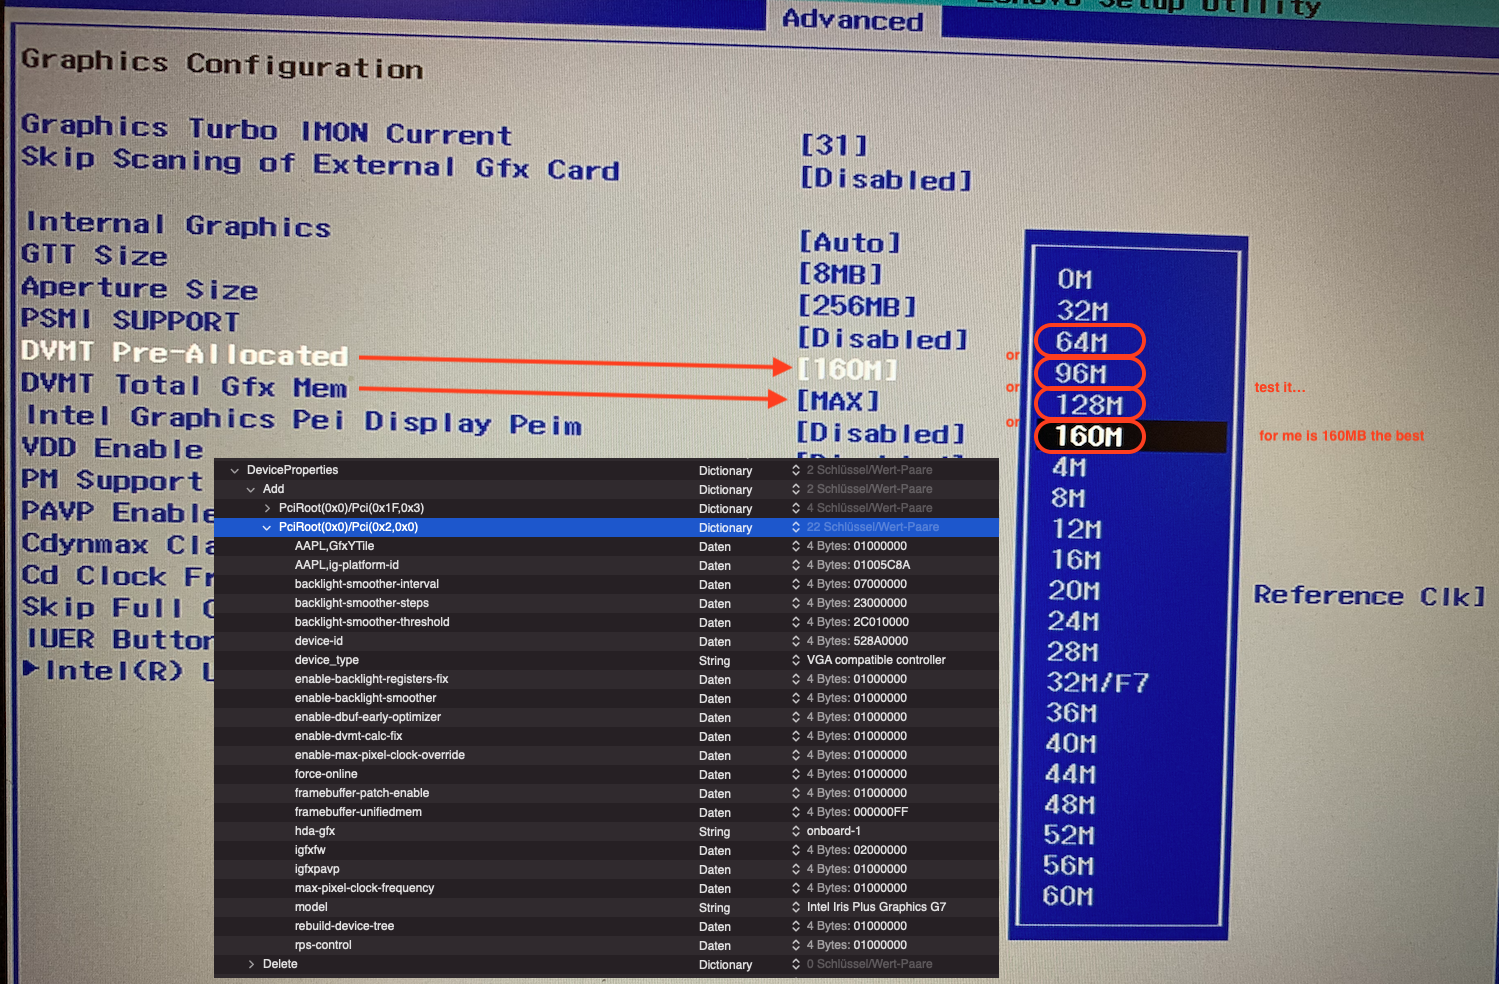 Lenovo Setup Utility
Advanced
Graphics Configuration
Graphics Turbo IMON Current [31]
Skip Scaning of External Gfx Card [Disabled]
Internal Graphics [Auto]
GTT Size [8MB]
Aperture Size [256MB]
PSMI SUPPORT [Disabled]
DVMT Pre-Allocated [160M]
DVMT Total Gfx Mem [MAX]
Intel Graphics Pei Display Peim [Disabled]
VDD Enable
PM Support
PAVP Enable
Cdynmax Cla
Cd Clock Fr Reference Clk]
Skip Full C
IUER Button
Intel(R)
0M
32M
or 64M
or 96M test it...
128M
or 160M for me is 160MB the best
4M
8M
12M
16M
20M
24M
28M
32M/F7
36M
40M
44M
48M
52M
56M
60M
DeviceProperties Dictionary 2 Schlüssel/Wert-Paare
Add Dictionary 2 Schlüssel/Wert-Paare
PciRoot(0x0)/Pci(0x1F,0x3) Dictionary 4 Schlüssel/Wert-Paare
PciRoot(0x0)/Pci(0x2,0x0) Dictionary 22 Schlüssel/Wert-Paare
AAPL,GfxYTile Daten 4 Bytes: 01000000
AAPL,ig-platform-id Daten 4 Bytes: 01005C8A
backlight-smoother-interval Daten 4 Bytes: 07000000
backlight-smoother-steps Daten 4 Bytes: 23000000
backlight-smoother-threshold Daten 4 Bytes: 2C010000
device-id Daten 4 Bytes: 528A0000
device_type String VGA compatible controller
enable-backlight-registers-fix Daten 4 Bytes: 01000000
enable-backlight-smoother Daten 4 Bytes: 01000000
enable-dbuf-early-optimizer Daten 4 Bytes: 01000000
enable-dvmt-calc-fix Daten 4 Bytes: 01000000
enable-max-pixel-clock-override Daten 4 Bytes: 01000000
force-online Daten 4 Bytes: 01000000
framebuffer-patch-enable Daten 4 Bytes: 01000000
framebuffer-unifiedmem Daten 4 Bytes: 000000FF
hda-gfx String onboard-1
igfxfw Daten 4 Bytes: 02000000
igfxpavp Daten 4 Bytes: 01000000
max-pixel-clock-frequency Daten 4 Bytes: 01000000
model String Intel Iris Plus Graphics G7
rebuild-device-tree Daten 4 Bytes: 01000000
rps-control Daten 4 Bytes: 01000000
Delete Dictionary 0 Schlüssel/Wert-Paare